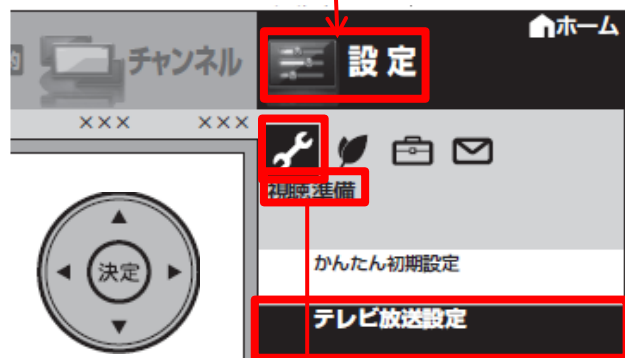 ホーム
チャンネル
設定
××× ×××
視聴準備
かんたん初期設定
決定
テレビ放送設定